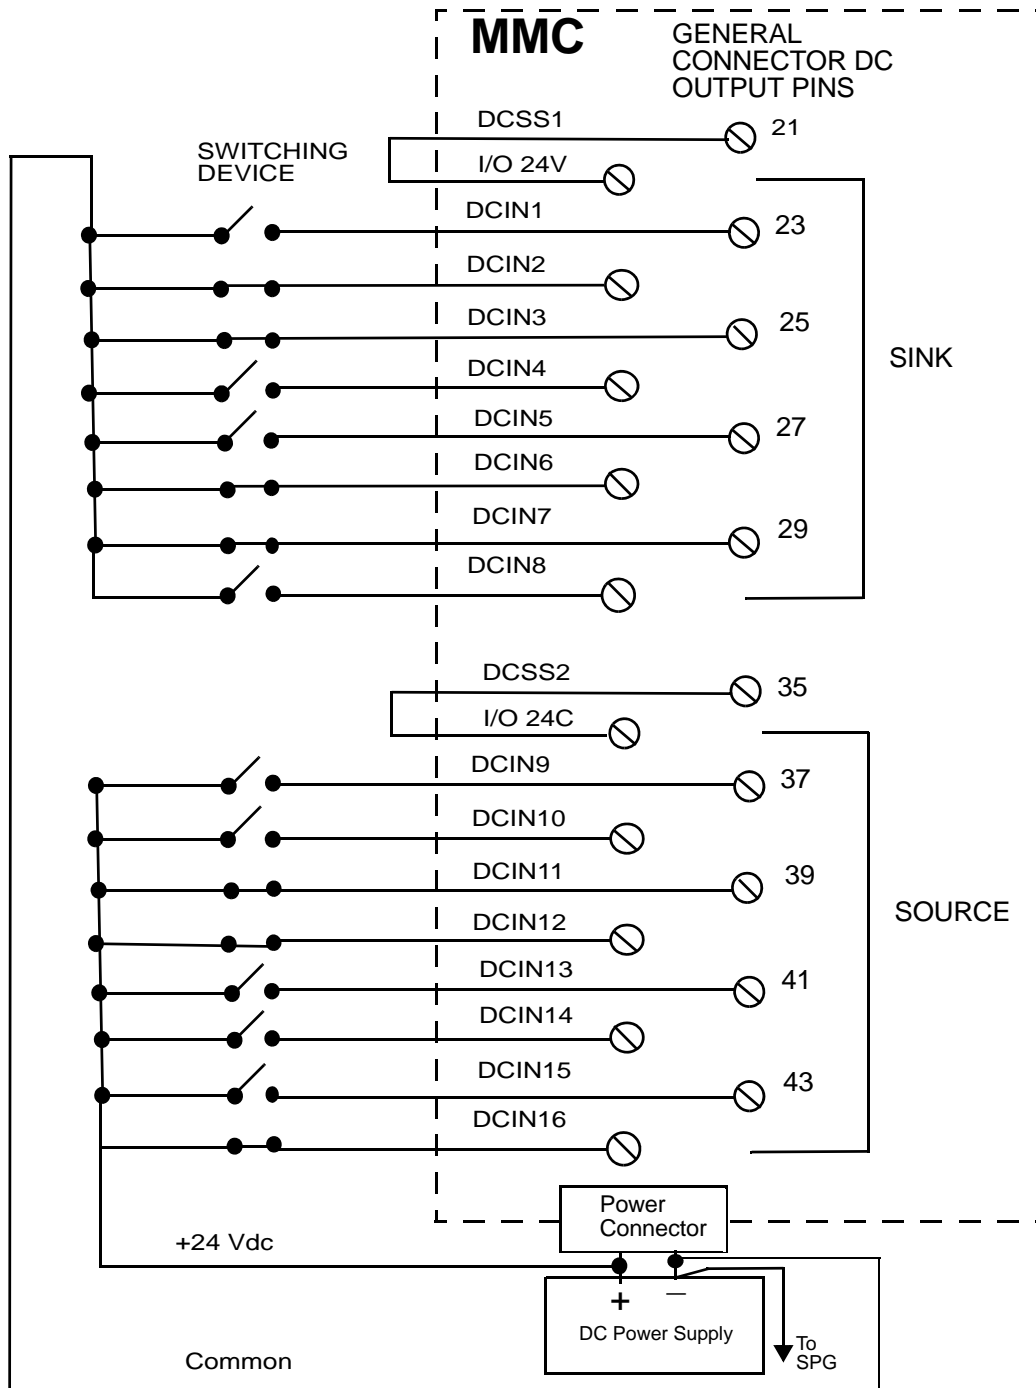 MMC
GENERAL
CONNECTOR DC
OUTPUT PINS
DCSS1
21
SWITCHING
DEVICE
I/O 24V
DCIN1
23
DCIN2
DCIN3
25
SINK
DCIN4
DCIN5
27
DCIN6
DCIN7
29
DCIN8
DCSS2
35
I/O 24C
DCIN9
37
DCIN10
DCIN11
39
SOURCE
DCIN12
DCIN13
41
DCIN14
DCIN15
43
DCIN16
Power
Connector
+24 Vdc
+ −
DC Power Supply
To
SPG
Common